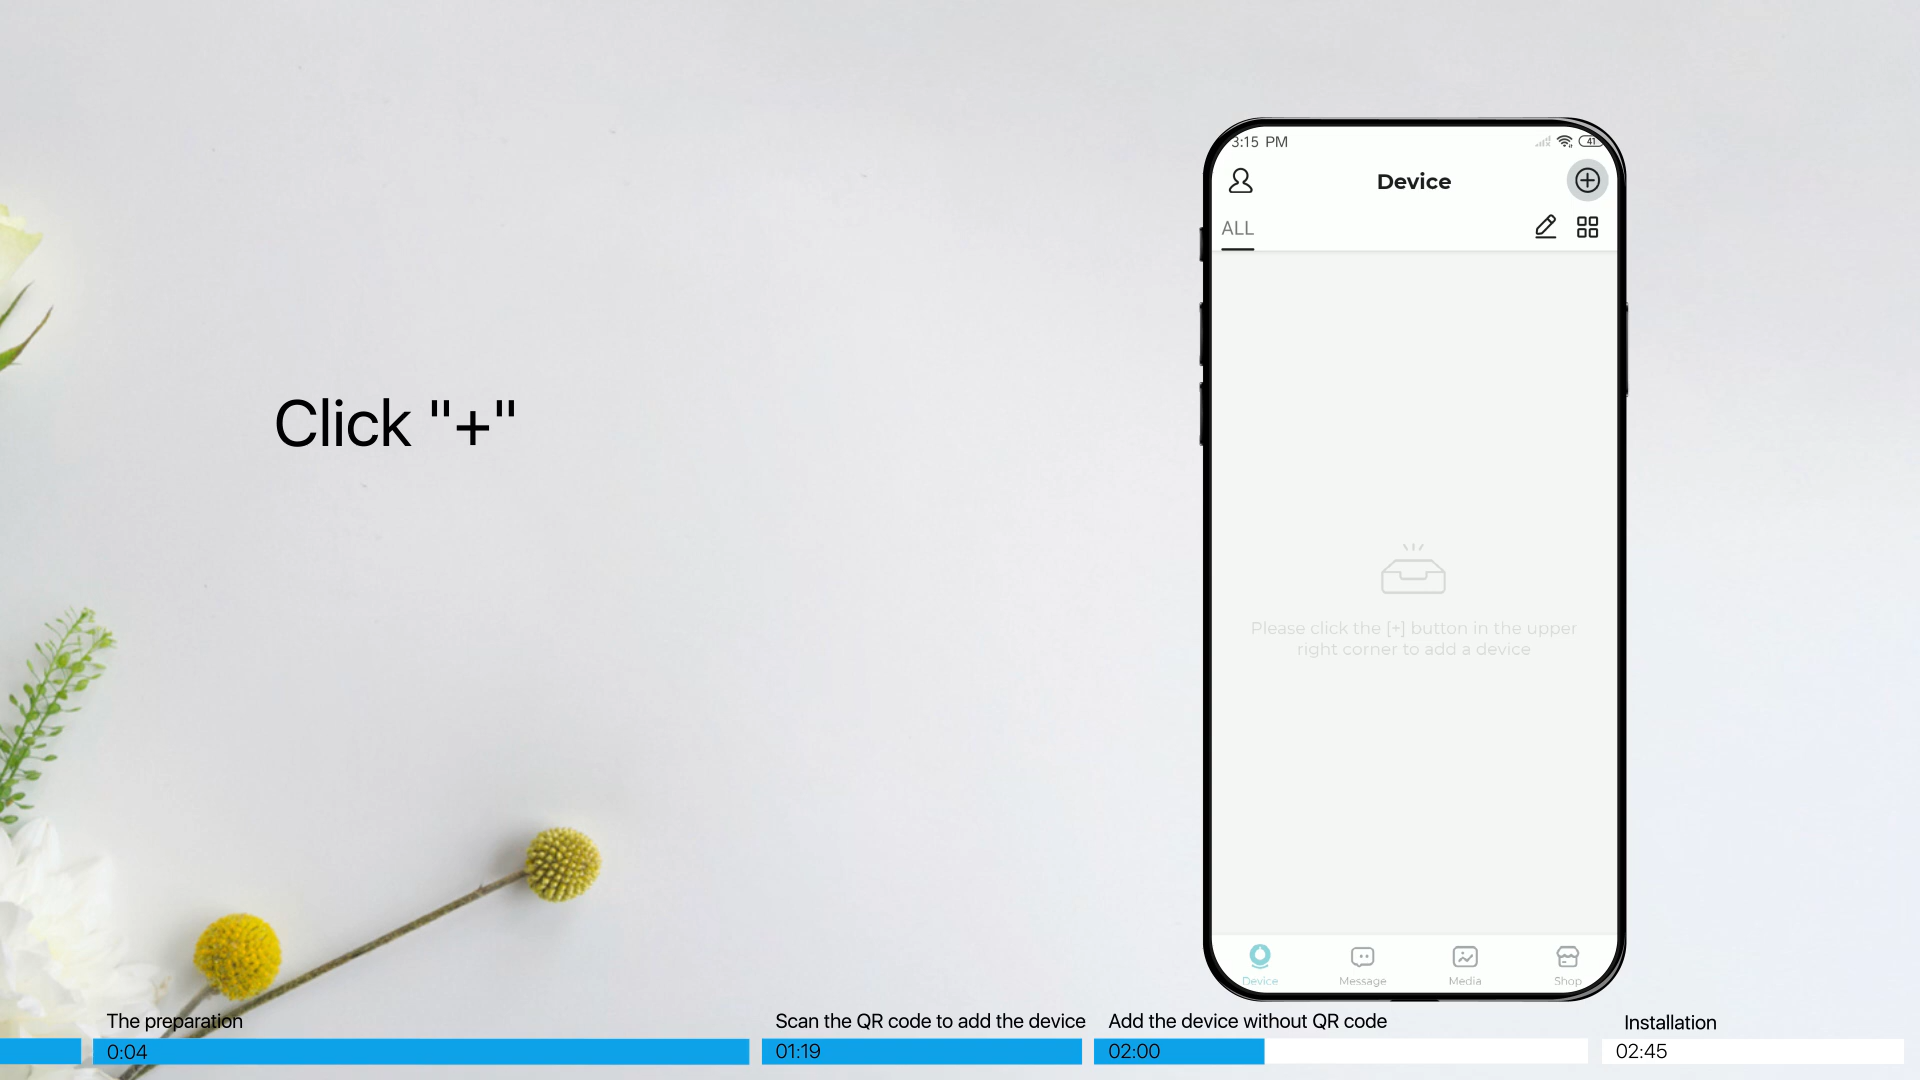 3:15 PM
41
Device
ALL
Click "+"
Please click the [+] button in the upper
right corner to add a device
Device
Message
Media
Shop
The preparation
Scan the QR code to add the device
Add the device without QR code
Installation
0:04
01:19
02:00
02:45